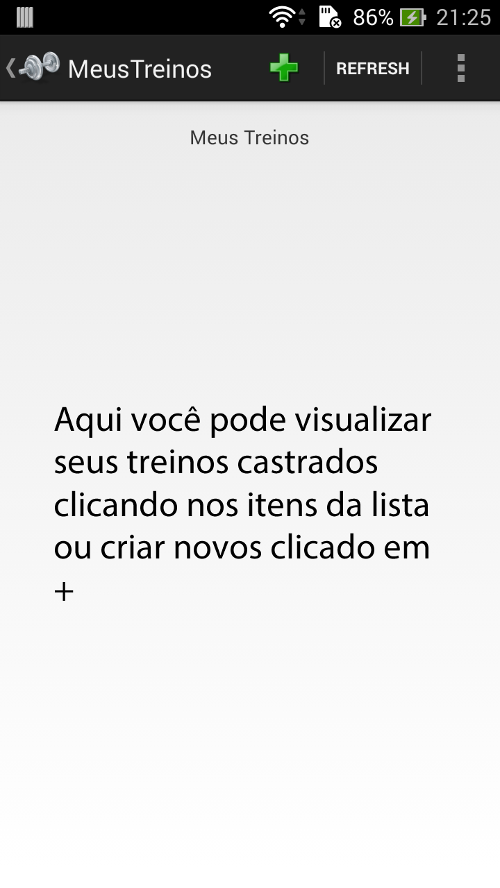 86% 21:25
MeusTreinos REFRESH
Meus Treinos
Aqui você pode visualizar
seus treinos castrados
clicando nos itens da lista
ou criar novos clicado em
+